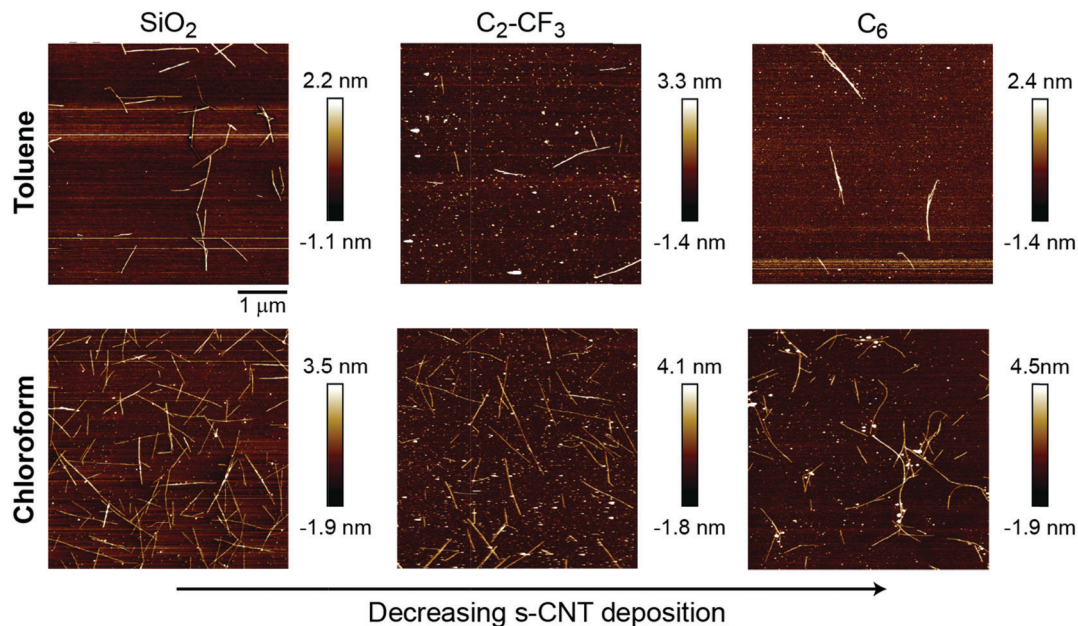 SiO₂ C₂-CF₃ C₆
Toluene
2.2 nm
-1.1 nm
3.3 nm
-1.4 nm
2.4 nm
-1.4 nm
1 μm
Chloroform
3.5 nm
-1.9 nm
4.1 nm
-1.8 nm
4.5nm
-1.9 nm
Decreasing s-CNT deposition